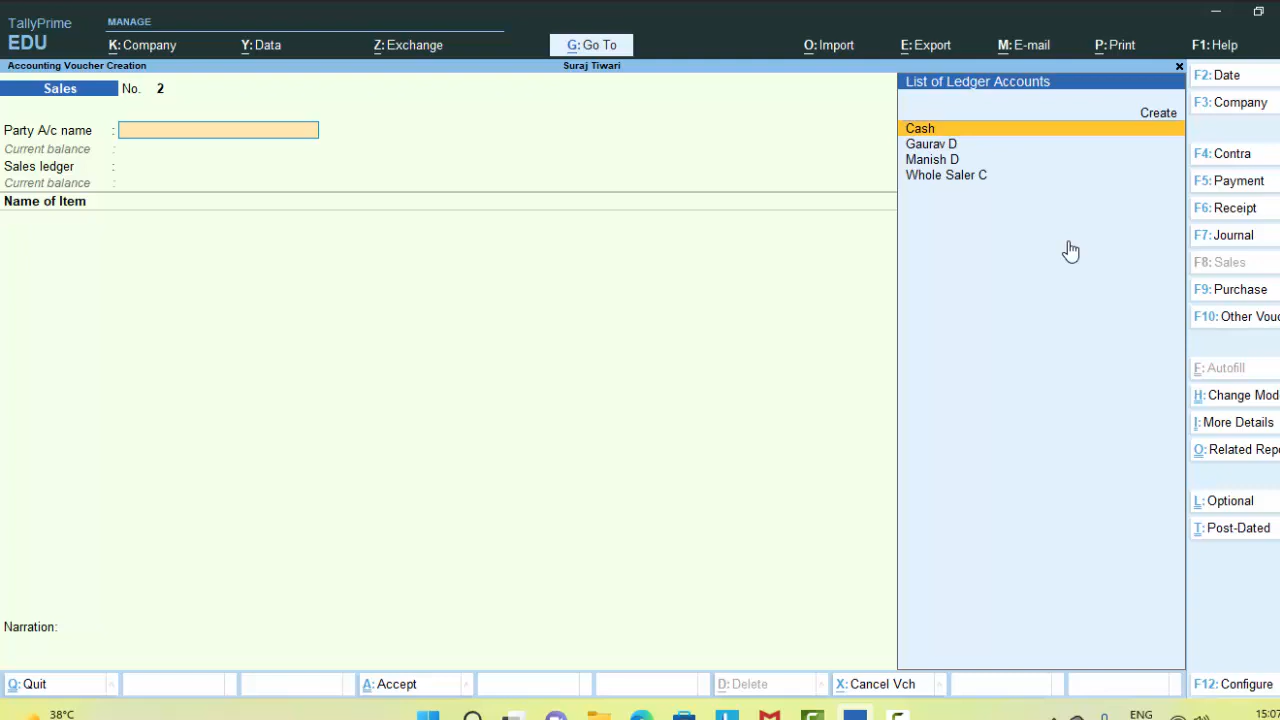 TallyPrime
EDU
MANAGE
K: Company
Y: Data
Z: Exchange
G: Go To
O: Import
E: Export
M: E-mail
P: Print
F1: Help
Accounting Voucher Creation
Suraj Tiwari
Sales
No. 2
Party A/c name :
Current balance :
Sales ledger :
Current balance :
Name of Item
Narration:
List of Ledger Accounts
Create
Cash
Gaurav D
Manish D
Whole Saler C
F2: Date
F3: Company
F4: Contra
F5: Payment
F6: Receipt
F7: Journal
F8: Sales
F9: Purchase
F10: Other Vouc
E: Autofill
H: Change Mod
I: More Details
O: Related Repo
L: Optional
T: Post-Dated
F12: Configure
Q: Quit
A: Accept
D: Delete
X: Cancel Vch
38°C
ENG
15:07